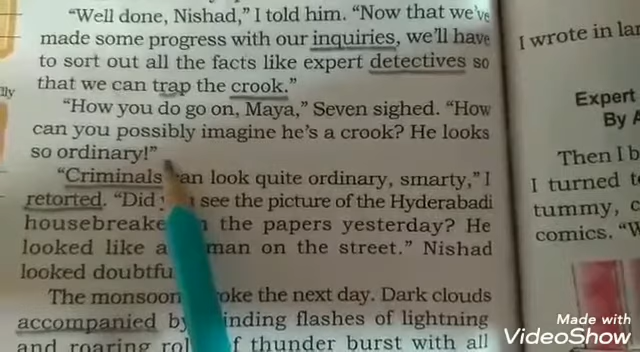 "Well done, Nishad," I told him. "Now that we've
made some progress with our inquiries, we'll have
to sort out all the facts like expert detectives so
that we can trap the crook."
"How you do go on, Maya," Seven sighed. "How
can you possibly imagine he's a crook? He looks
so ordinary!"
"Criminals can look quite ordinary, smarty," I
retorted. "Did you see the picture of the Hyderabadi
in the papers yesterday? He
looked like a man on the street." Nishad
looked
The monsoon broke the next day. Dark clouds
accompanied by flashes of lightning
and roaring of thunder burst with all
I wrote in
Expert
By
Then I
I turned
tummy,
comics.
Made with
VideoShow